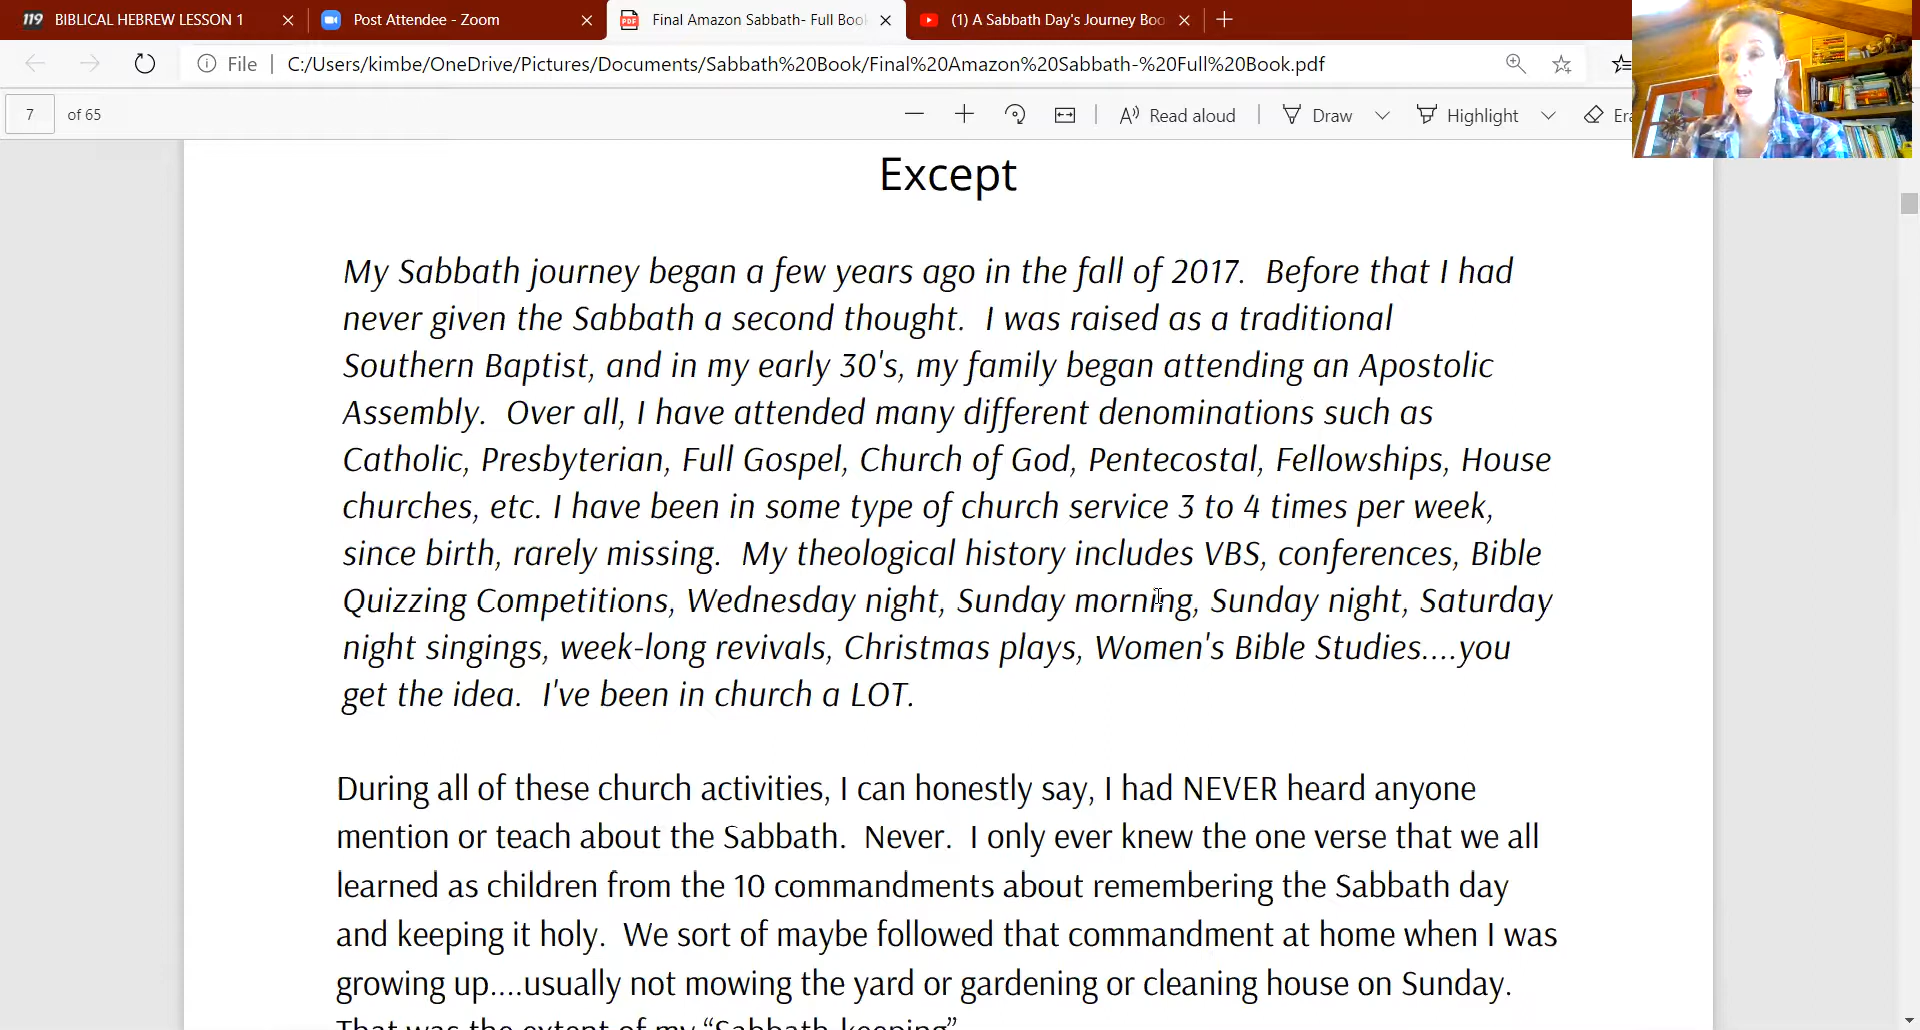 119 BIBLICAL HEBREW LESSON 1
Post Attendee - Zoom
PDF Final Amazon Sabbath- Full Book
(1) A Sabbath Day's Journey Boo
File C:/Users/kimbe/OneDrive/Pictures/Documents/Sabbath%20Book/Final%20Amazon%20Sabbath-%20Full%20Book.pdf
7 of 65 Read aloud Draw Highlight Era
Except
My Sabbath journey began a few years ago in the fall of 2017. Before that I had
never given the Sabbath a second thought. I was raised as a traditional
Southern Baptist, and in my early 30's, my family began attending an Apostolic
Assembly. Over all, I have attended many different denominations such as
Catholic, Presbyterian, Full Gospel, Church of God, Pentecostal, Fellowships, House
churches, etc. I have been in some type of church service 3 to 4 times per week,
since birth, rarely missing. My theological history includes VBS, conferences, Bible
Quizzing Competitions, Wednesday night, Sunday morning, Sunday night, Saturday
night singings, week-long revivals, Christmas plays, Women's Bible Studies....you
get the idea. I've been in church a LOT.
During all of these church activities, I can honestly say, I had NEVER heard anyone
mention or teach about the Sabbath. Never. I only ever knew the one verse that we all
learned as children from the 10 commandments about remembering the Sabbath day
and keeping it holy. We sort of maybe followed that commandment at home when I was
growing up....usually not mowing the yard or gardening or cleaning house on Sunday.
That was the extent of my “Sabbath-keeping”